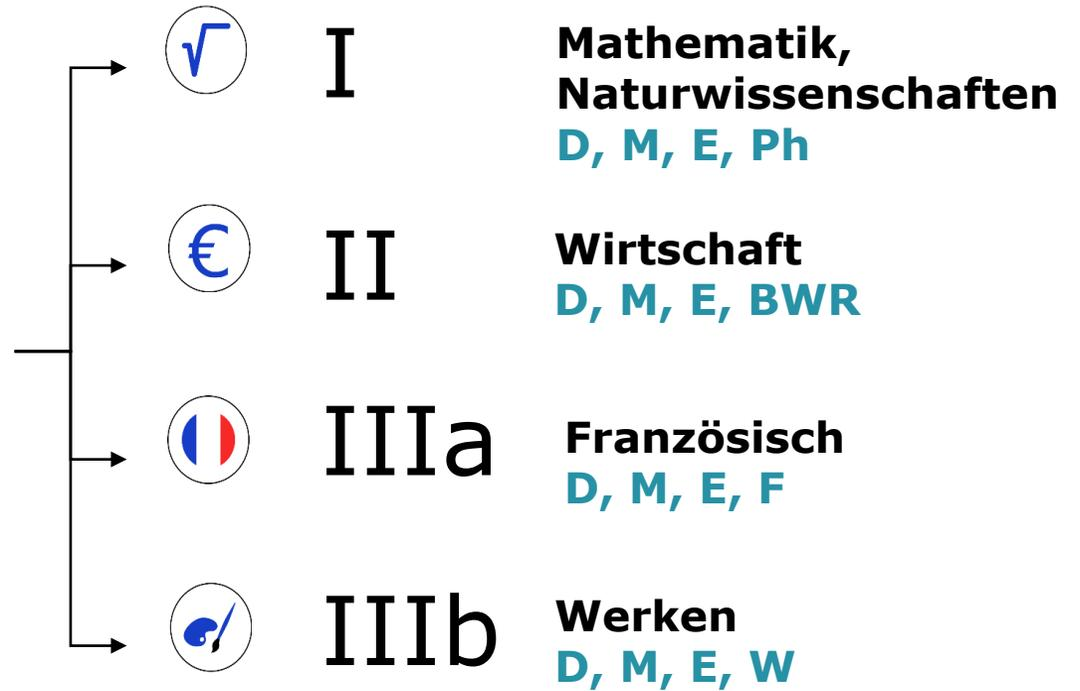 √
I
Mathematik,
Naturwissenschaften
D, M, E, Ph
€
II
Wirtschaft
D, M, E, BWR
IIIa
Französisch
D, M, E, F
IIIb
Werken
D, M, E, W